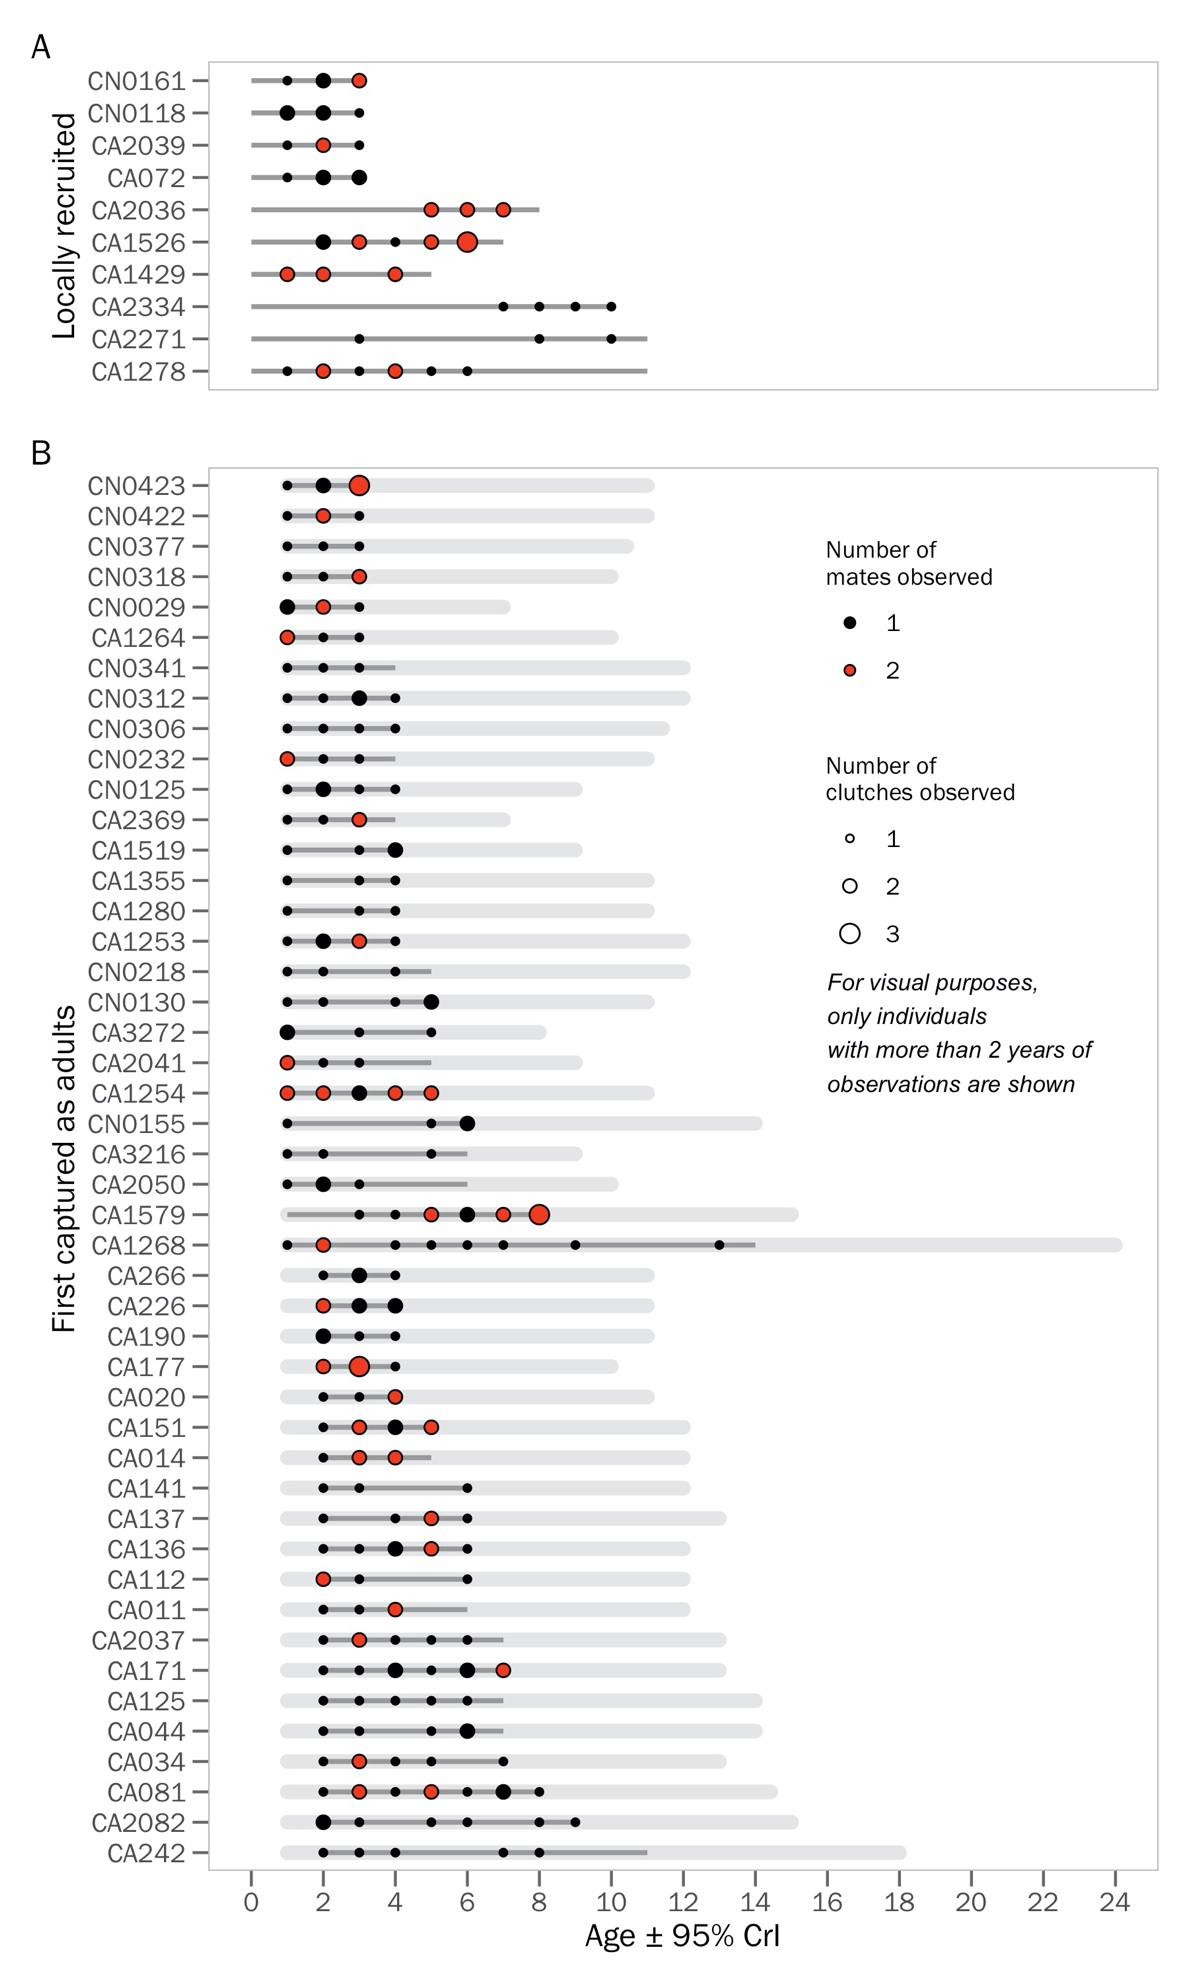 A
Locally recruited
CN0161
CN0118
CA2039
CA072
CA2036
CA1526
CA1429
CA2334
CA2271
CA1278
B
First captured as adults
CN0423
CN0422
CN0377
CN0318
CN0029
CA1264
CN0341
CN0312
CN0306
CN0232
CN0125
CA2369
CA1519
CA1355
CA1280
CA1253
CN0218
CN0130
CA3272
CA2041
CA1254
CN0155
CA3216
CA2050
CA1579
CA1268
CA266
CA226
CA190
CA177
CA020
CA151
CA014
CA141
CA137
CA136
CA112
CA011
CA2037
CA171
CA125
CA044
CA034
CA081
CA2082
CA242
Number of
mates observed
1
2
Number of
clutches observed
1
2
3
For visual purposes,
only individuals
with more than 2 years of
observations are shown
0 2 4 6 8 10 12 14 16 18 20 22 24
Age ± 95% CrI